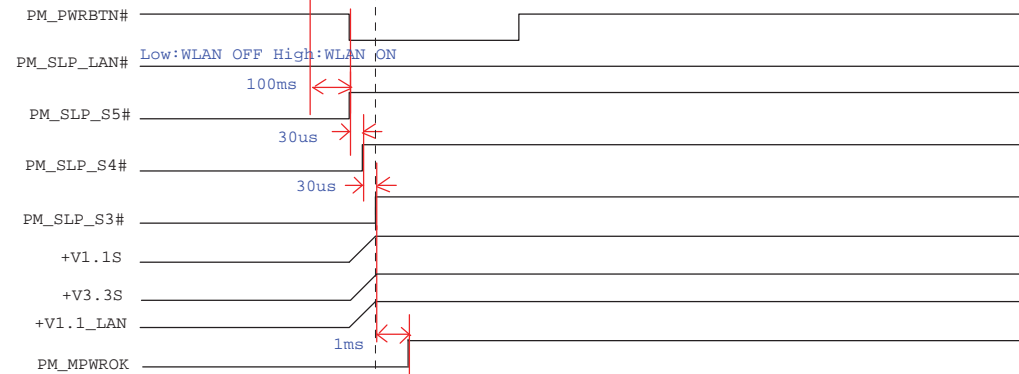 PM_PWRBTN#
Low:WLAN OFF High:WLAN ON
PM_SLP_LAN#
100ms
PM_SLP_S5#
30us
PM_SLP_S4#
30us
PM_SLP_S3#
+V1.1S
+V3.3S
+V1.1_LAN
1ms
PM_MPWROK